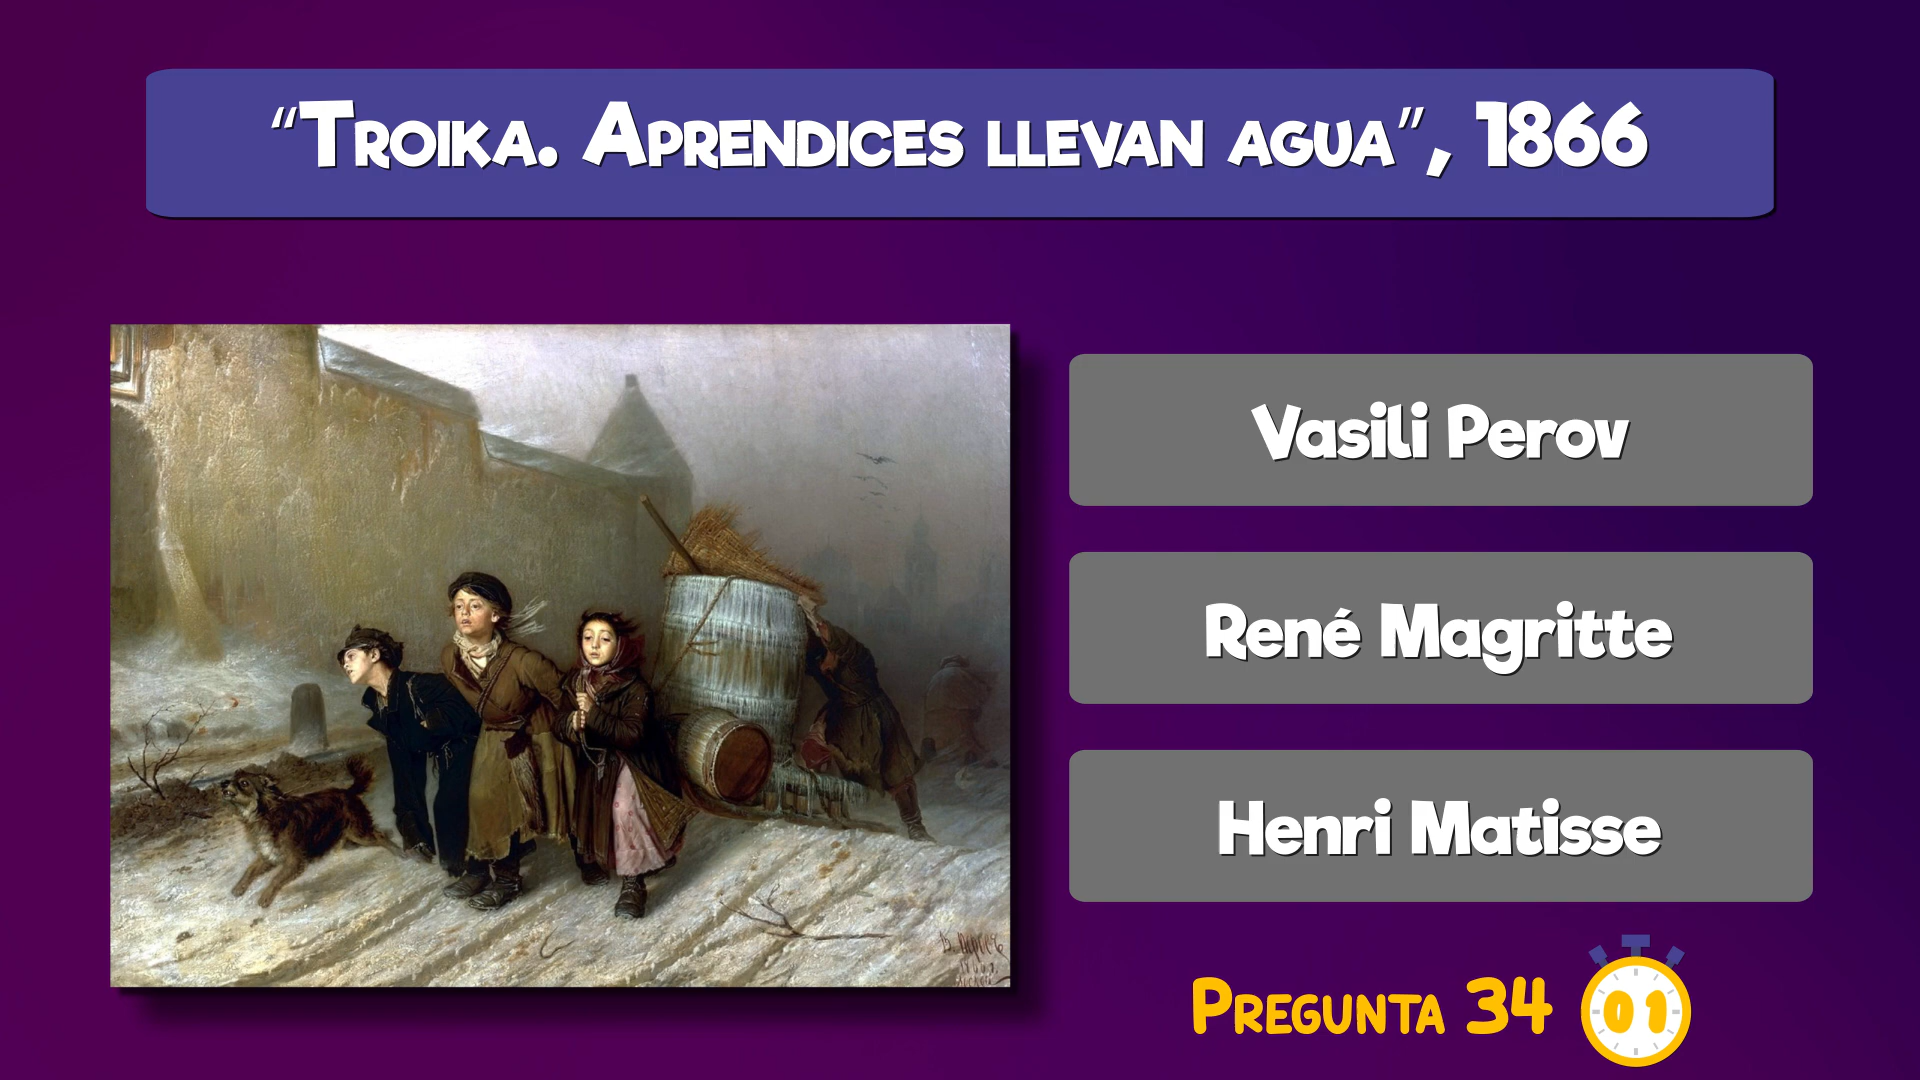 “Troika. Aprendices llevan agua”, 1866
Vasili Perov
René Magritte
Henri Matisse
Pregunta 34
01